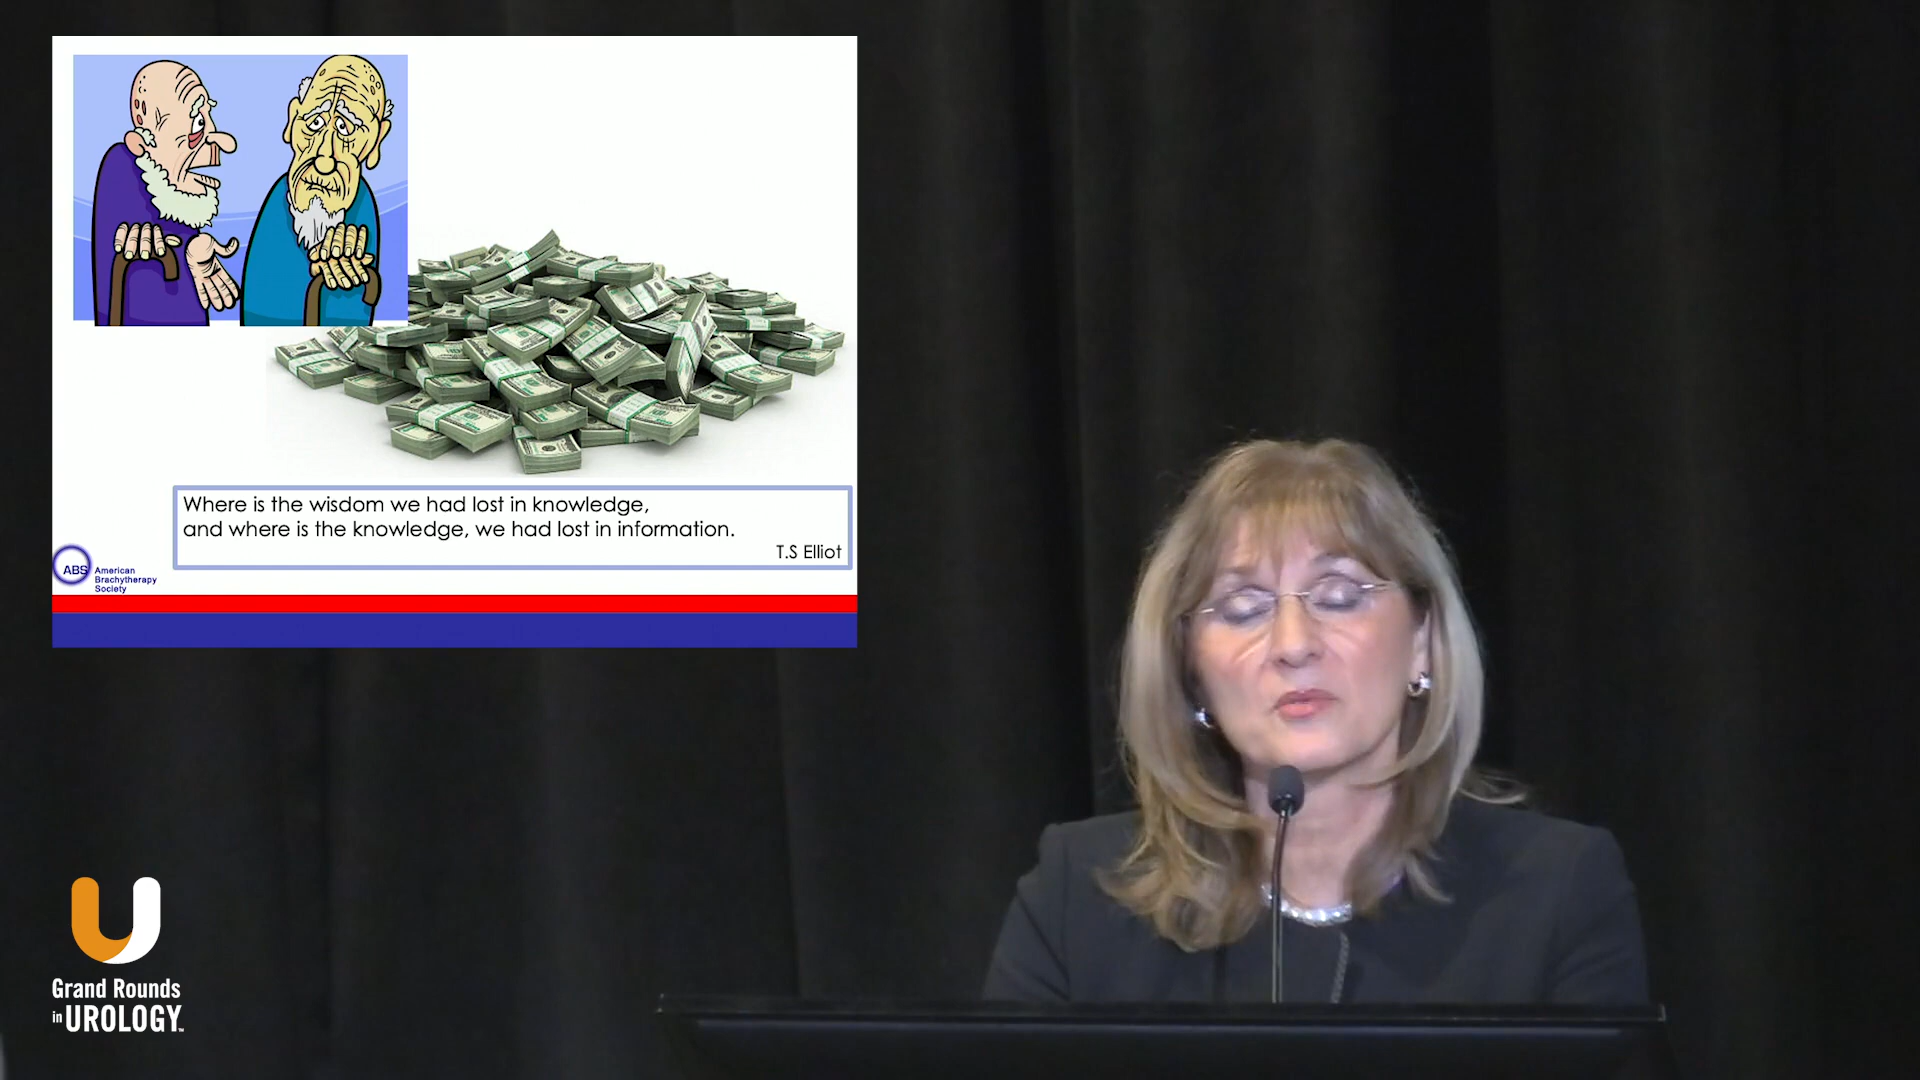 Where is the wisdom we had lost in knowledge,
and where is the knowledge, we had lost in information.
T.S Elliot
ABS
American
Brachytherapy
Society
Grand Rounds
in UROLOGY